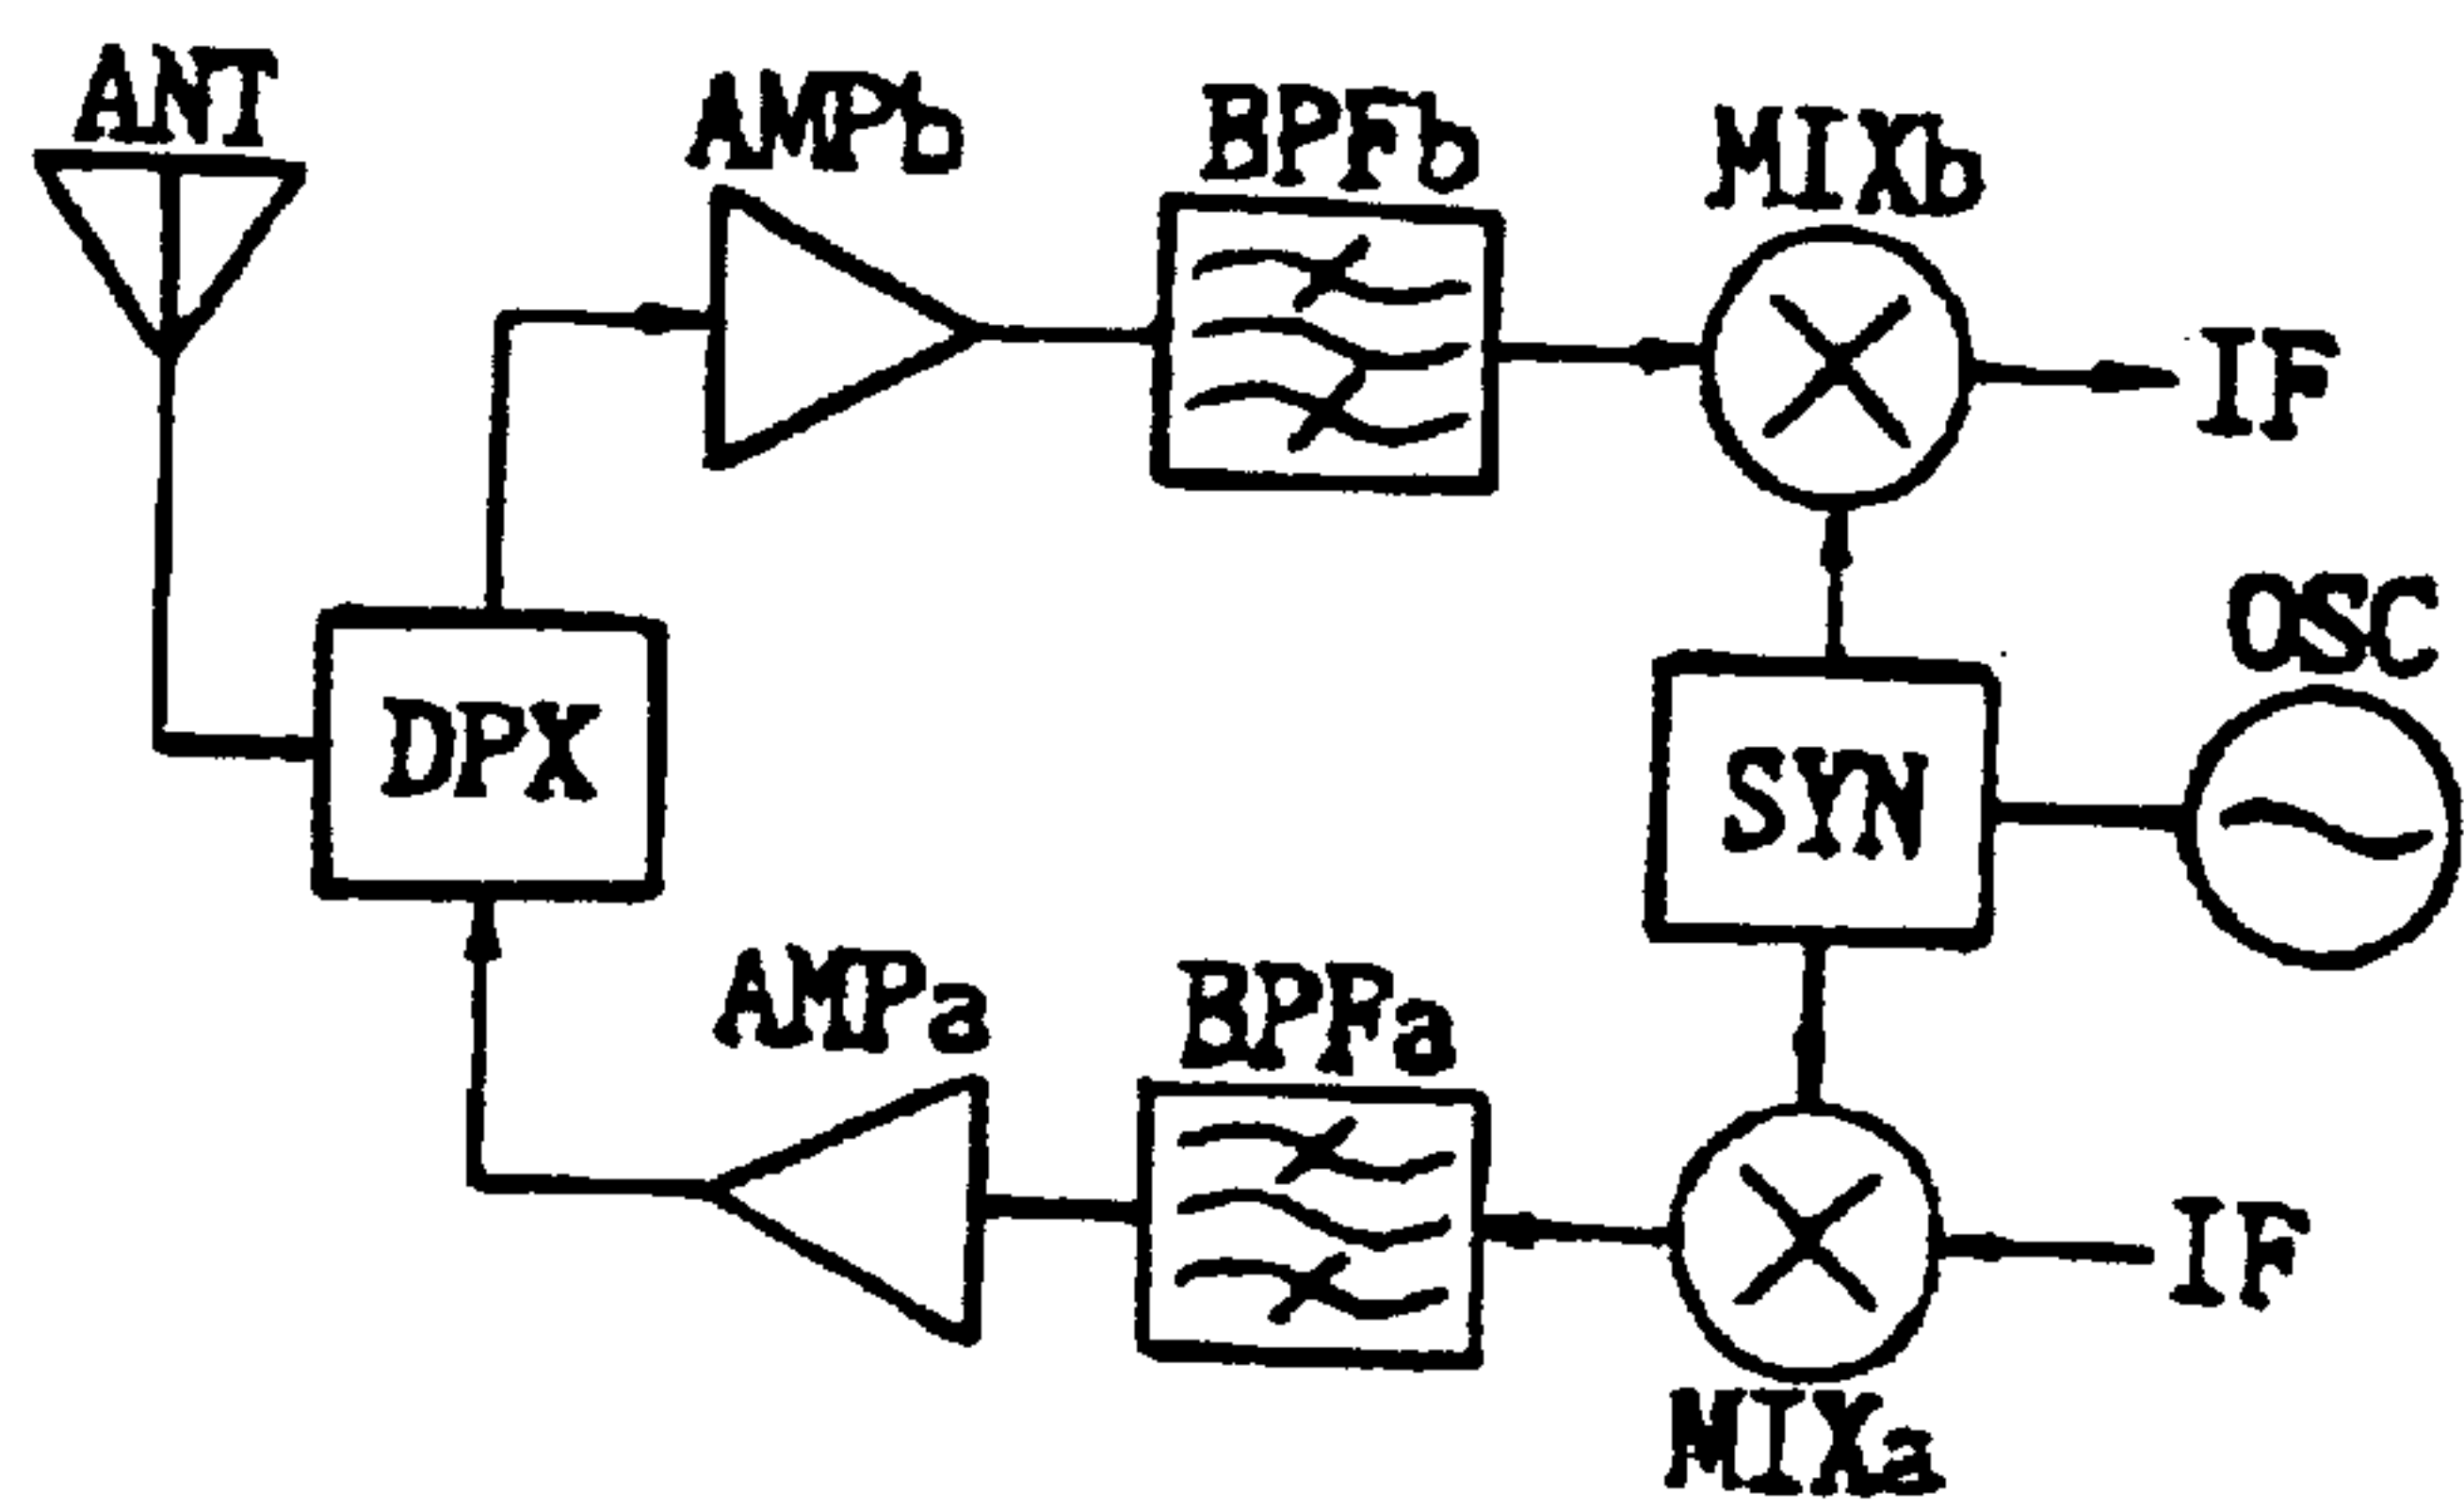 ANT
AMPb
BPFb
MIXb
IF
OSC
DPX
SYN
AMPa
BPFa
IF
MIXa